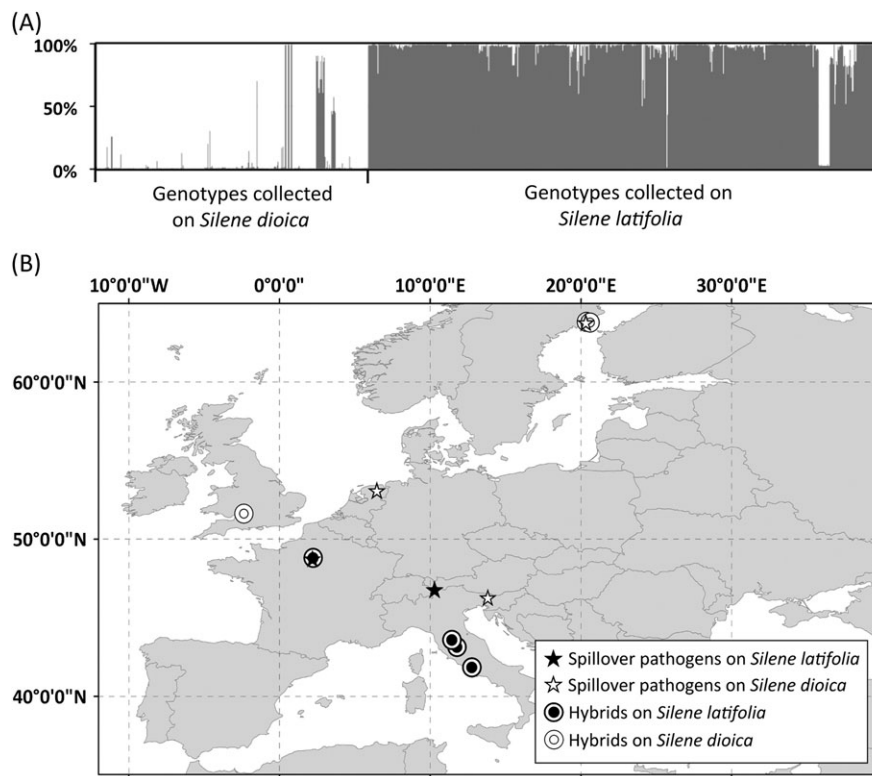 (A)
100%
50%
0%
Genotypes collected
on Silene dioica
Genotypes collected on
Silene latifolia
(B)
10°0'0"W 0°0'0" 10°0'0"E 20°0'0"E 30°0'0"E
60°0'0"N
50°0'0"N
40°0'0"N
Spillover pathogens on Silene latifolia
Spillover pathogens on Silene dioica
Hybrids on Silene latifolia
Hybrids on Silene dioica